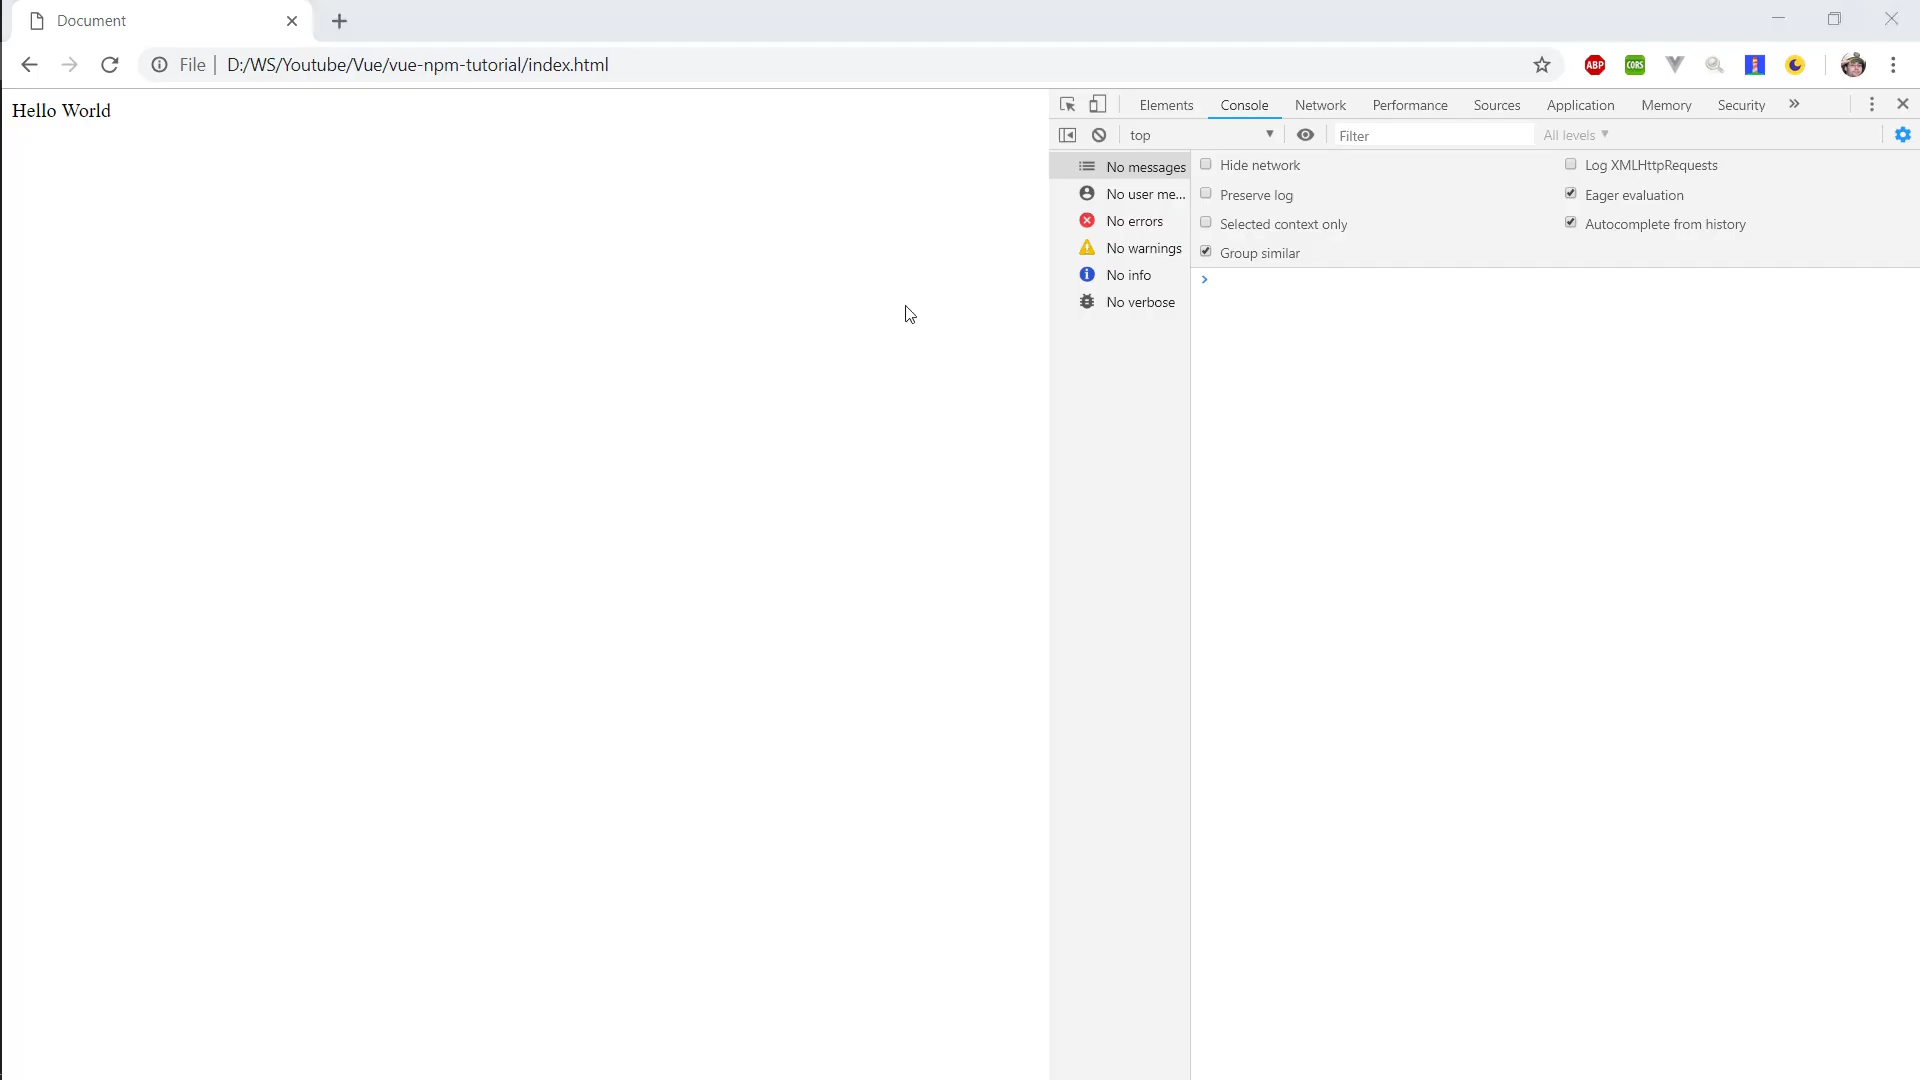 Document
File | D:/WS/Youtube/Vue/vue-npm-tutorial/index.html
ABP
CORS
Hello World
Elements Console Network Performance Sources Application Memory Security
top Filter All levels
No messages
No user me...
No errors
No warnings
No info
No verbose
Hide network Log XMLHttpRequests
Preserve log Eager evaluation
Selected context only Autocomplete from history
Group similar